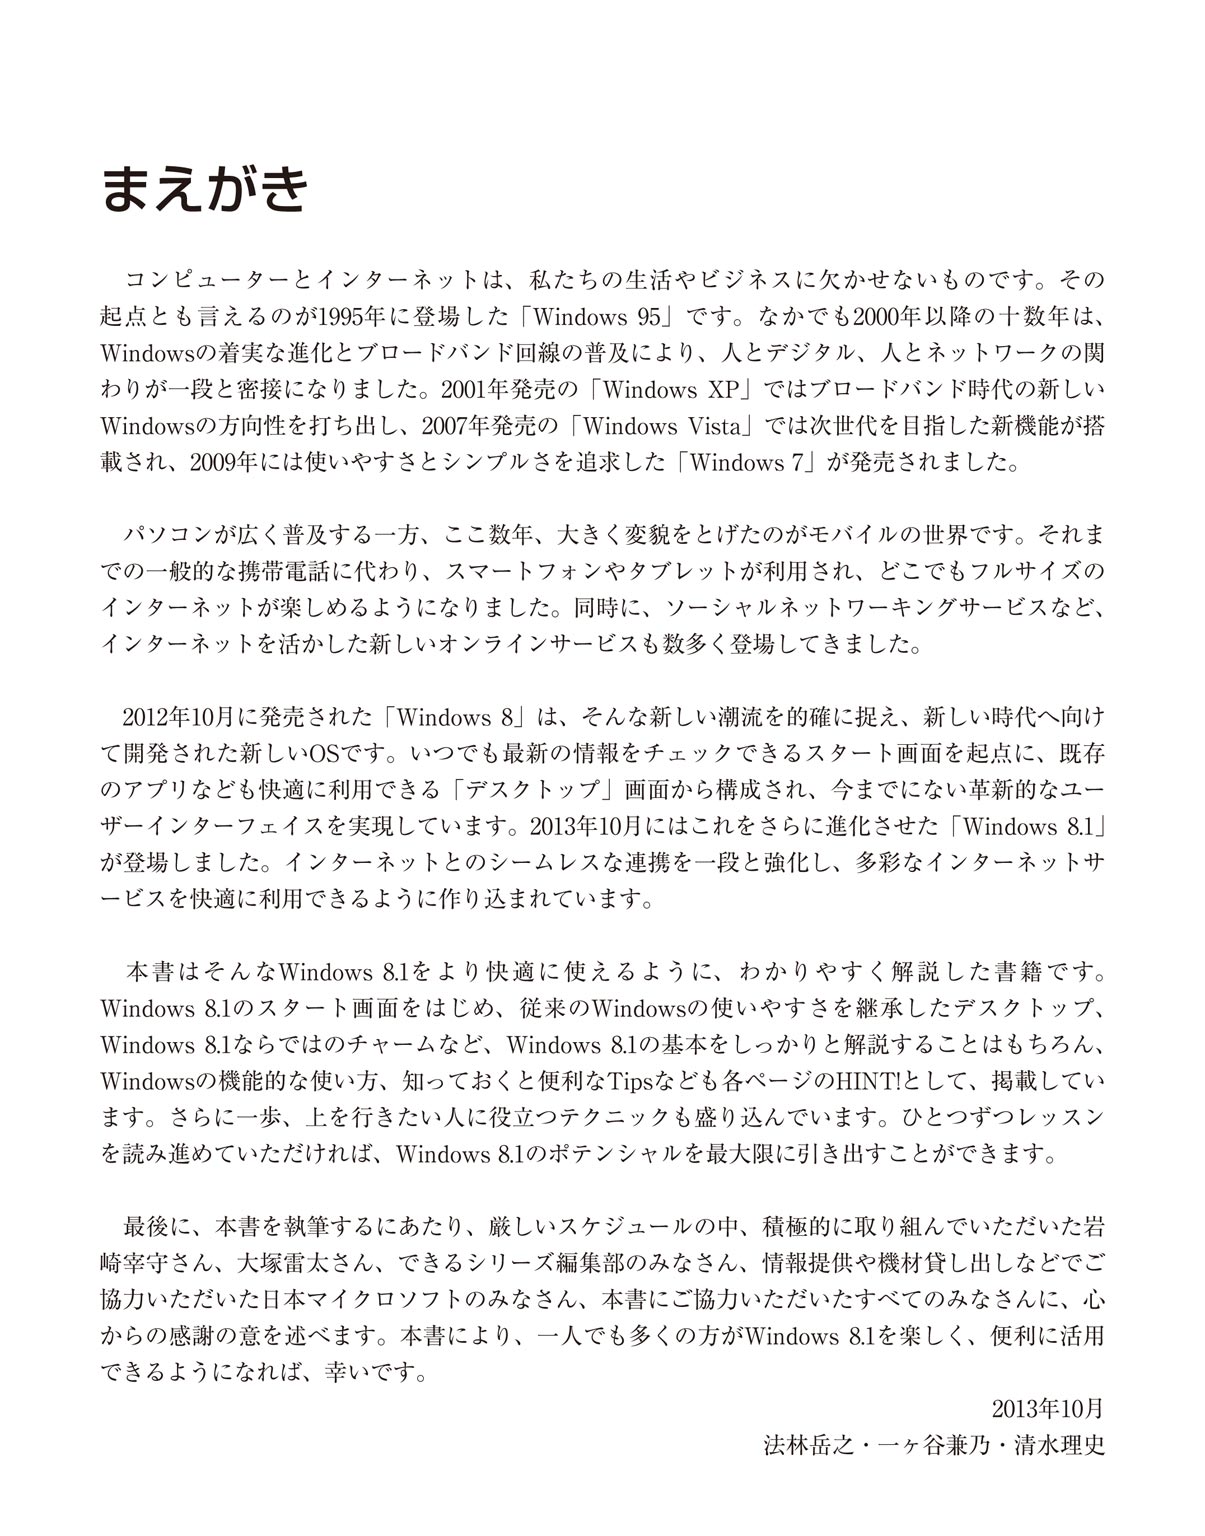 まえがき
　コンピューターとインターネットは、私たちの生活やビジネスに欠かせないものです。その
起点とも言えるのが1995年に登場した「Windows 95」です。なかでも2000年以降の十数年は、
Windowsの着実な進化とブロードバンド回線の普及により、人とデジタル、人とネットワークの関
わりが一段と密接になりました。2001年発売の「Windows XP」ではブロードバンド時代の新しい
Windowsの方向性を打ち出し、2007年発売の「Windows Vista」では次世代を目指した新機能が搭
載され、2009年には使いやすさとシンプルさを追求した「Windows 7」が発売されました。
　パソコンが広く普及する一方、ここ数年、大きく変貌をとげたのがモバイルの世界です。それま
での一般的な携帯電話に代わり、スマートフォンやタブレットが利用され、どこでもフルサイズの
インターネットが楽しめるようになりました。同時に、ソーシャルネットワーキングサービスなど、
インターネットを活かした新しいオンラインサービスも数多く登場してきました。
　2012年10月に発売された「Windows 8」は、そんな新しい潮流を的確に捉え、新しい時代へ向け
て開発された新しいOSです。いつでも最新の情報をチェックできるスタート画面を起点に、既存
のアプリなども快適に利用できる「デスクトップ」画面から構成され、今までにない革新的なユー
ザーインターフェイスを実現しています。2013年10月にはこれをさらに進化させた「Windows 8.1」
が登場しました。インターネットとのシームレスな連携を一段と強化し、多彩なインターネットサ
ービスを快適に利用できるように作り込まれています。
　本書はそんなWindows 8.1をより快適に使えるように、わかりやすく解説した書籍です。
Windows 8.1のスタート画面をはじめ、従来のWindowsの使いやすさを継承したデスクトップ、
Windows 8.1ならではのチャームなど、Windows 8.1の基本をしっかりと解説することはもちろん、
Windowsの機能的な使い方、知っておくと便利なTipsなども各ページのHINT!として、掲載してい
ます。さらに一歩、上を行きたい人に役立つテクニックも盛り込んでいます。ひとつずつレッスン
を読み進めていただければ、Windows 8.1のポテンシャルを最大限に引き出すことができます。
　最後に、本書を執筆するにあたり、厳しいスケジュールの中、積極的に取り組んでいただいた岩
崎宰守さん、大塚雷太さん、できるシリーズ編集部のみなさん、情報提供や機材貸し出しなどでご
協力いただいた日本マイクロソフトのみなさん、本書にご協力いただいたすべてのみなさんに、心
からの感謝の意を述べます。本書により、一人でも多くの方がWindows 8.1を楽しく、便利に活用
できるようになれば、幸いです。
2013年10月
法林岳之・一ヶ谷兼乃・清水理史